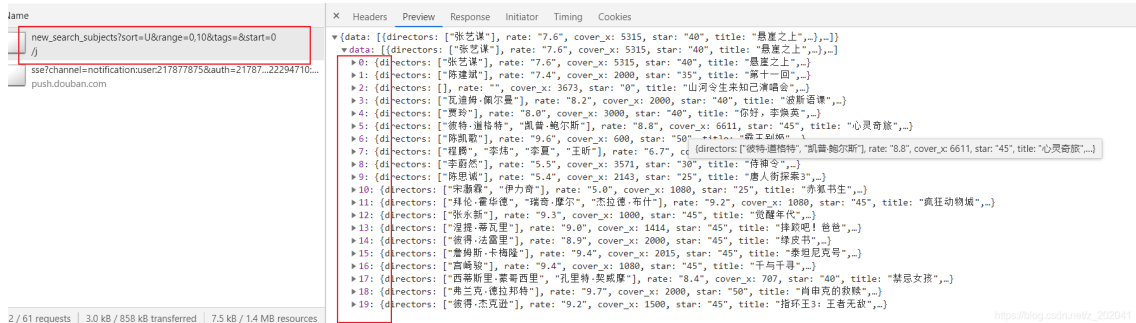 Name
× Headers Preview Response Initiator Timing Cookies
new_search_subjects?sort=U&range=0,10&tags=&start=0
/j
sse?channel=notification:user:217877875&auth=21787...22294710:...
push.douban.com
▼{data: [{directors: ["张艺谋"], rate: "7.6", cover_x: 5315, star: "40", title: "悬崖之上",…},…]}
▼data: [{directors: ["张艺谋"], rate: "7.6", cover_x: 5315, star: "40", title: "悬崖之上",…},…]
▶0: {directors: ["张艺谋"], rate: "7.6", cover_x: 5315, star: "40", title: "悬崖之上",…}
▶1: {directors: ["陈建斌"], rate: "7.4", cover_x: 2000, star: "35", title: "第十一回",…}
▶2: {directors: [], rate: "", cover_x: 3673, star: "0", title: "山河令生来知己演唱会",…}
▶3: {directors: ["瓦迪姆·佩尔曼"], rate: "8.2", cover_x: 2000, star: "40", title: "波斯语课",…}
▶4: {directors: ["贾玲"], rate: "8.0", cover_x: 3000, star: "40", title: "你好，李焕英",…}
▶5: {directors: ["彼特·道格特", "凯普·鲍尔斯"], rate: "8.8", cover_x: 6611, star: "45", title: "心灵奇旅",…}
▶6: {directors: ["陈凯歌"], rate: "9.6", cover_x: 600, star: "50"
{directors: ["彼特·道格特", "凯普·鲍尔斯"], rate: "8.8", cover_x: 6611, star: "45", title: "心灵奇旅",…}
▶7: {directors: ["程腾", "李炜", "李夏", "王昕"], rate: "6.7", co
▶8: {directors: ["李蔚然"], rate: "5.5", cover_x: 3571, star: "30", title: "侍神令",…}
▶9: {directors: ["陈思诚"], rate: "5.4", cover_x: 2143, star: "25", title: "唐人街探案3",…}
▶10: {directors: ["宋灏霖", "伊力奇"], rate: "5.0", cover_x: 1080, star: "25", title: "赤狐书生",…}
▶11: {directors: ["拜伦·霍华德", "瑞奇·摩尔", "杰拉德·布什"], rate: "9.2", cover_x: 1080, star: "45", title: "疯狂动物城",…}
▶12: {directors: ["张永新"], rate: "9.3", cover_x: 1000, star: "45", title: "觉醒年代",…}
▶13: {directors: ["涅提·蒂瓦里"], rate: "9.0", cover_x: 1414, star: "45", title: "摔跤吧！爸爸",…}
▶14: {directors: ["彼得·法雷里"], rate: "8.9", cover_x: 2000, star: "45", title: "绿皮书",…}
▶15: {directors: ["詹姆斯·卡梅隆"], rate: "9.4", cover_x: 2015, star: "45", title: "泰坦尼克号",…}
▶16: {directors: ["宫崎骏"], rate: "9.4", cover_x: 1080, star: "45", title: "千与千寻",…}
▶17: {directors: ["西蒂斯里·蒙哥西里", "孔里特·契威摩"], rate: "8.4", cover_x: 707, star: "40", title: "禁忌女孩",…}
▶18: {directors: ["弗兰克·德拉邦特"], rate: "9.7", cover_x: 2000, star: "50", title: "肖申克的救赎",…}
▶19: {directors: ["彼得·杰克逊"], rate: "9.2", cover_x: 1500, star: "45", title: "指环王3：王者无敌",…}
2 / 61 requests 3.0 kB / 858 kB transferred 7.5 kB / 1.4 MB resources
https://blog.csdn.net/z_202041